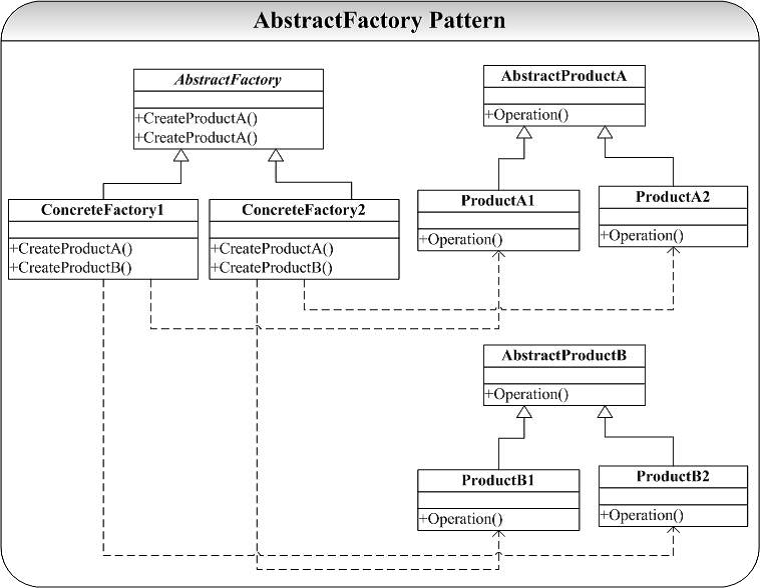 AbstractFactory Pattern
AbstractFactory
+CreateProductA()
+CreateProductA()
AbstractProductA
+Operation()
ConcreteFactory1
+CreateProductA()
+CreateProductB()
ConcreteFactory2
+CreateProductA()
+CreateProductB()
ProductA1
+Operation()
ProductA2
+Operation()
AbstractProductB
+Operation()
ProductB1
+Operation()
ProductB2
+Operation()